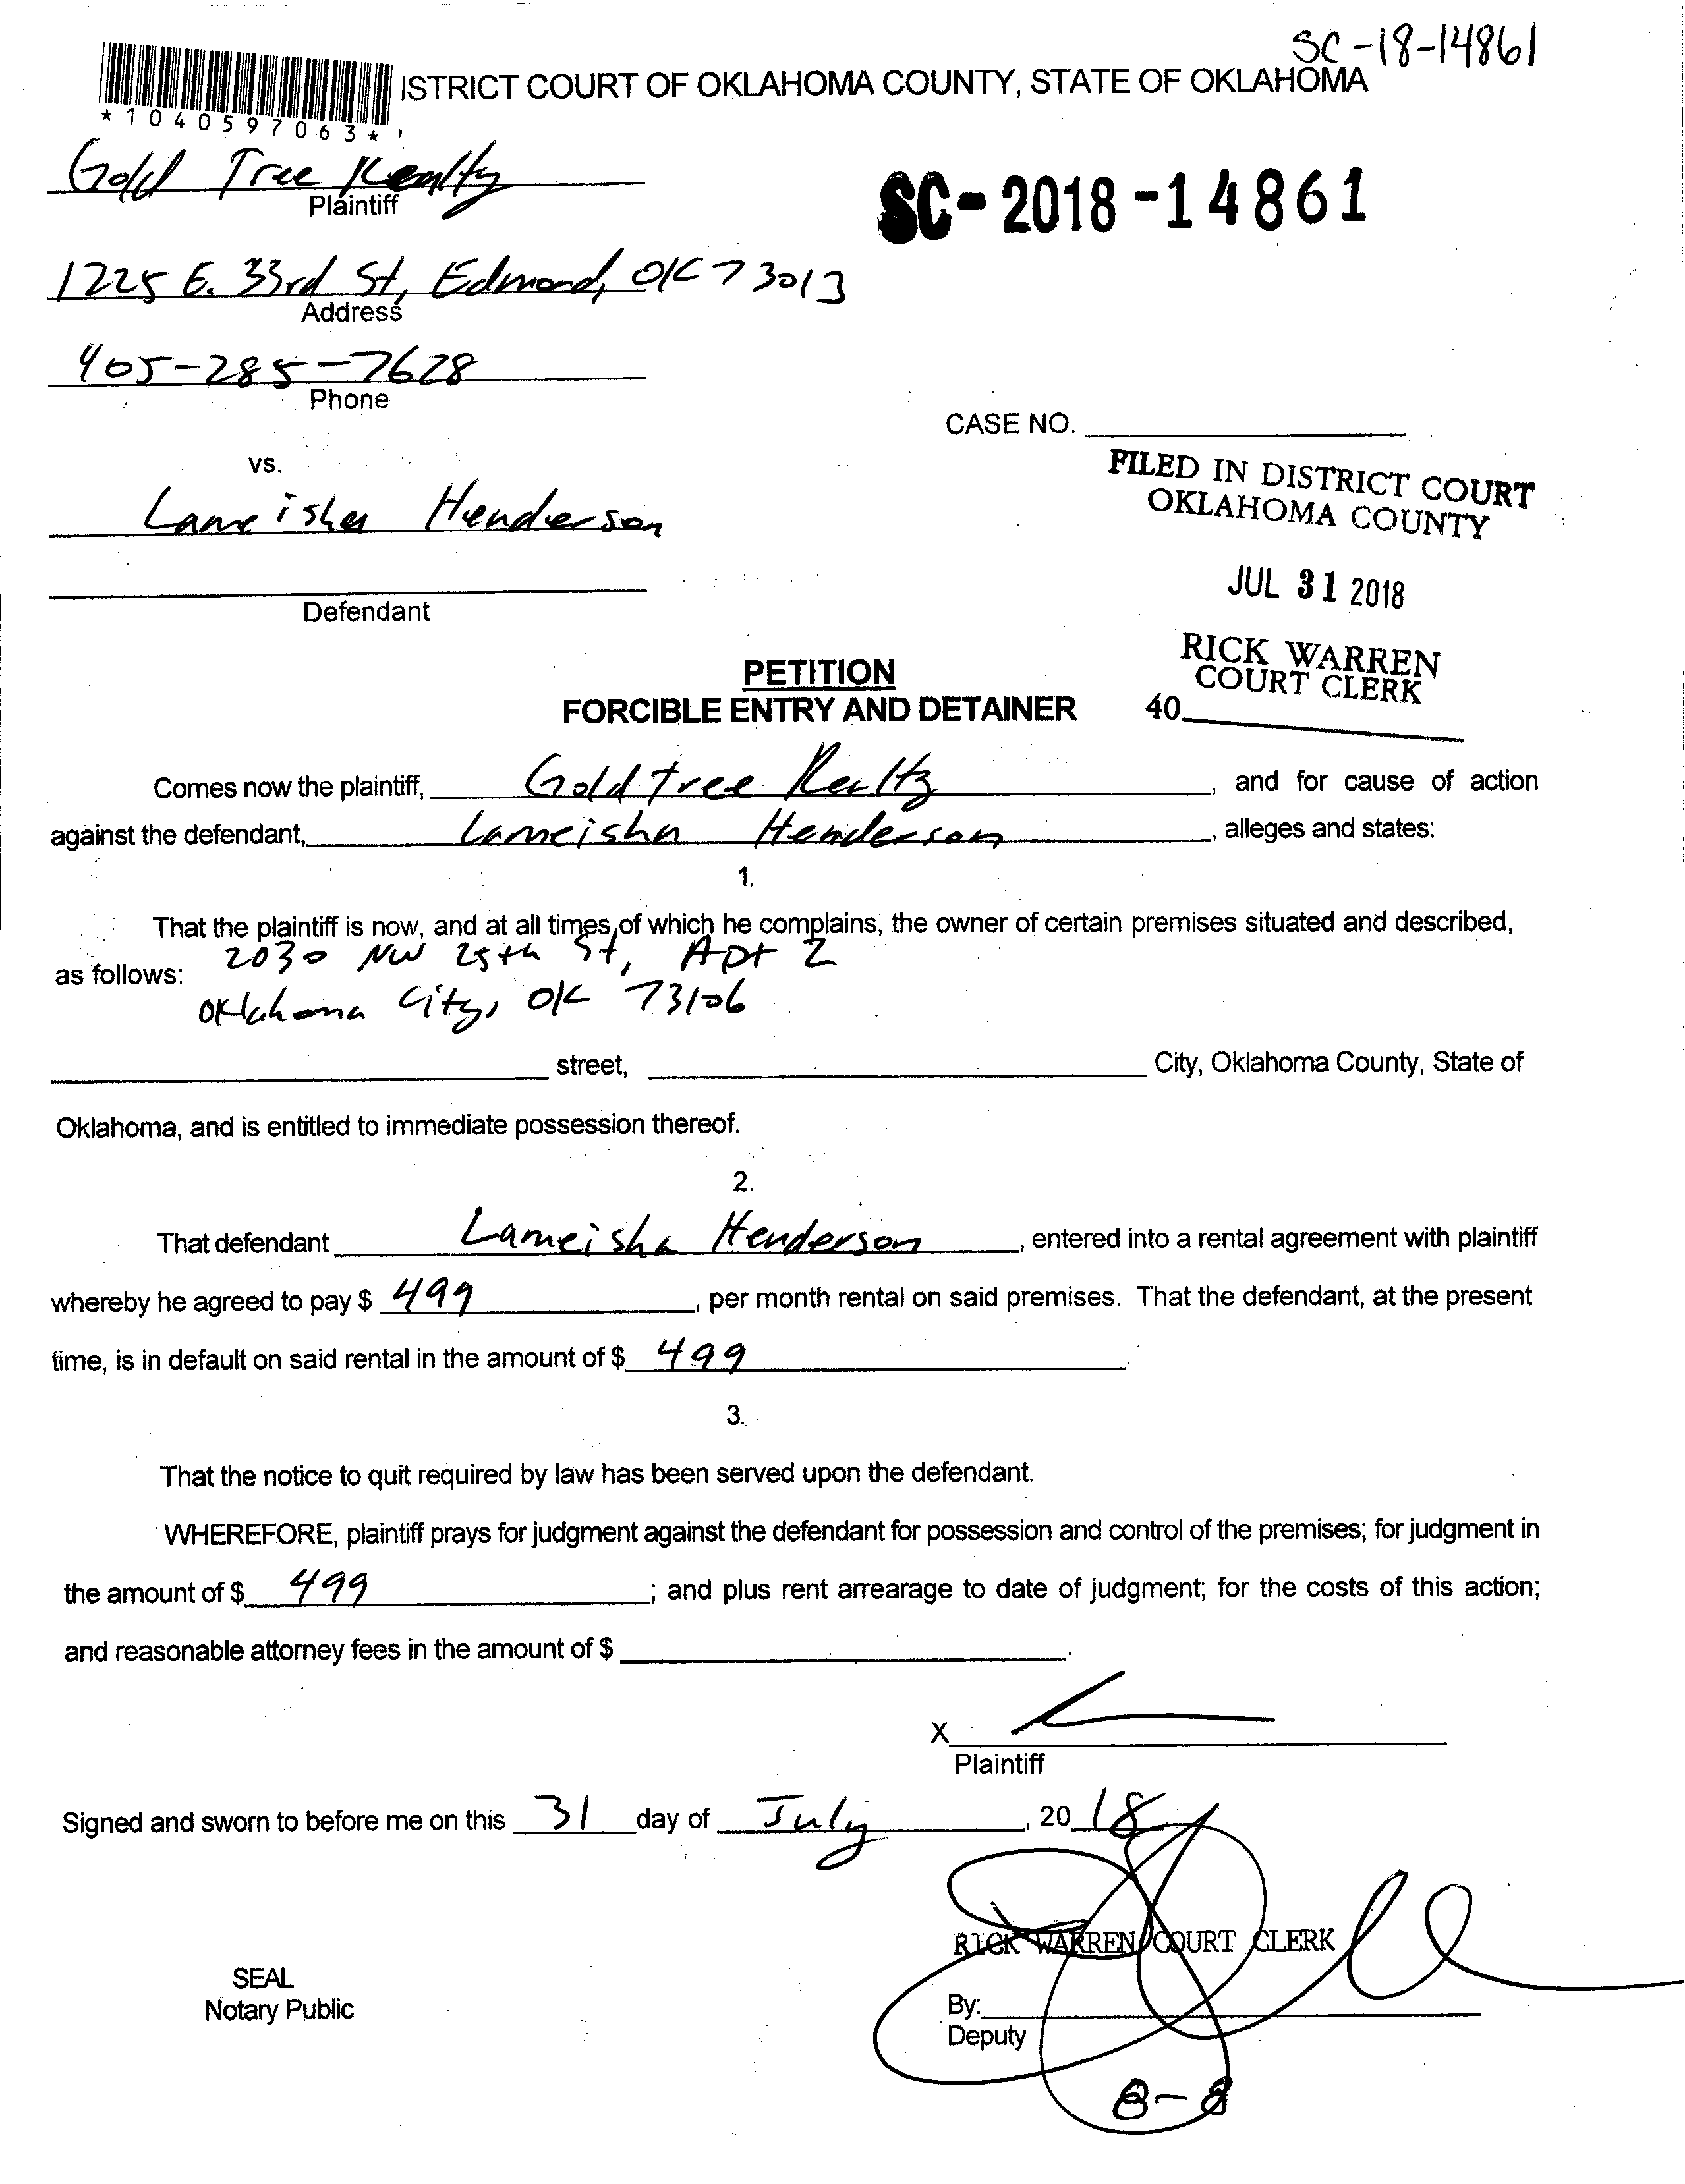 SC-18-14861
ISTRICT COURT OF OKLAHOMA COUNTY, STATE OF OKLAHOMA
*1040597063*
Gold Tree Realty
Plaintiff
SC-2018-14861
1225 E. 33rd St, Edmond, OK 73013
Address
405-285-7628
Phone
CASE NO.
vs.
FILED IN DISTRICT COURT
OKLAHOMA COUNTY
Lameisha Henderson
JUL 31 2018
Defendant
RICK WARREN
COURT CLERK
40
PETITION
FORCIBLE ENTRY AND DETAINER
Comes now the plaintiff, Gold tree Realty, and for cause of action
against the defendant, Lameisha Henderson, alleges and states:
1.
That the plaintiff is now, and at all times of which he complains, the owner of certain premises situated and described,
as follows: 2030 NW 25th St, Apt 2
Oklahoma City, OK 73106
street, City, Oklahoma County, State of
Oklahoma, and is entitled to immediate possession thereof.
2.
That defendant Lameisha Henderson, entered into a rental agreement with plaintiff
whereby he agreed to pay $ 499, per month rental on said premises. That the defendant, at the present
time, is in default on said rental in the amount of $ 499.
3.
That the notice to quit required by law has been served upon the defendant.
WHEREFORE, plaintiff prays for judgment against the defendant for possession and control of the premises; for judgment in
the amount of $ 499; and plus rent arrearage to date of judgment; for the costs of this action;
and reasonable attorney fees in the amount of $ .
X
Plaintiff
Signed and sworn to before me on this 31 day of July, 20 18
RICK WARREN COURT CLERK
SEAL
Notary Public
By:
Deputy
8-8